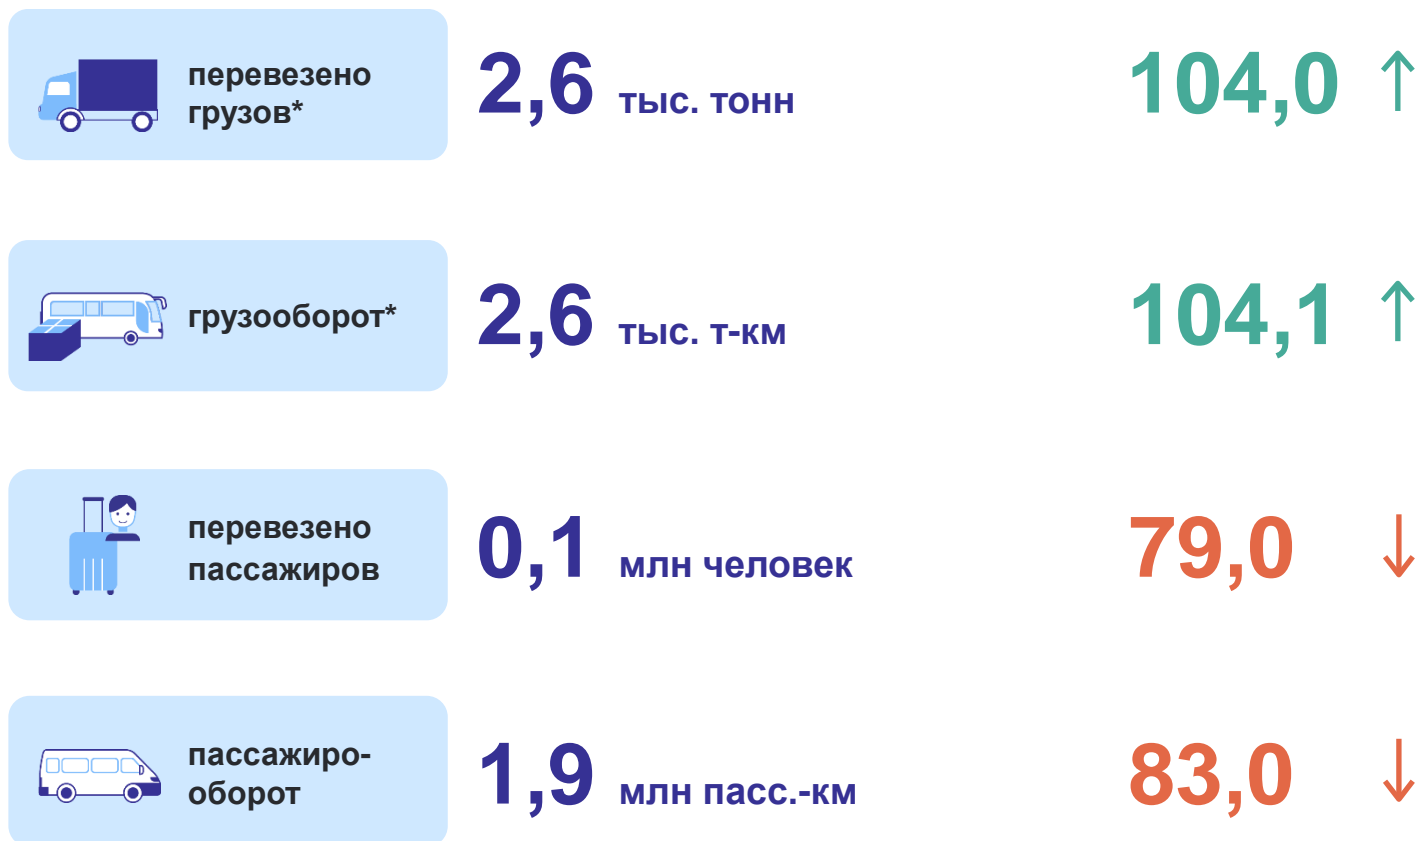 перевезено
грузов*
2,6 тыс. тонн
104,0 ↑
грузооборот*
2,6 тыс. т-км
104,1 ↑
перевезено
пассажиров
0,1 млн человек
79,0 ↓
пассажиро-
оборот
1,9 млн пасс.-км
83,0 ↓